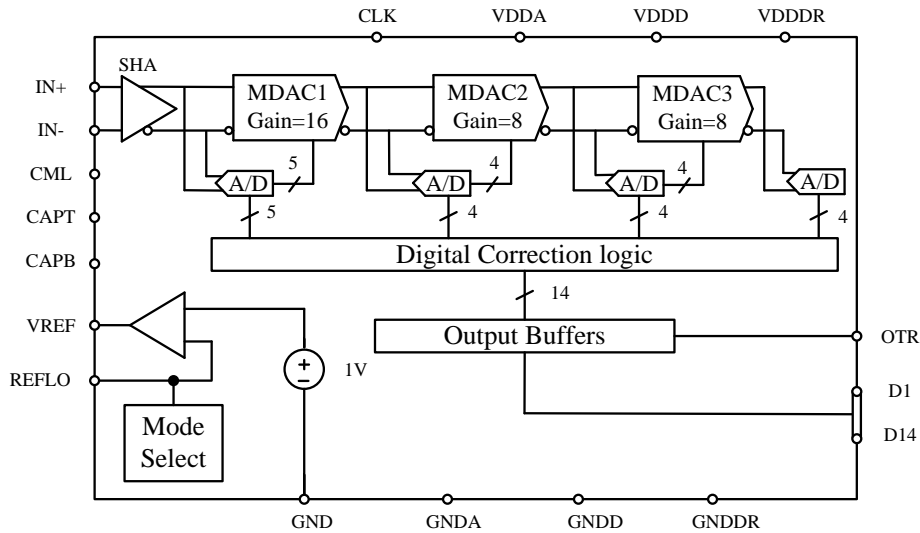 CLK
VDDA
VDDD
VDDDR
SHA
IN+
IN-
CML
CAPT
CAPB
VREF
REFLO
MDAC1
Gain=16
MDAC2
Gain=8
MDAC3
Gain=8
5
4
4
A/D
A/D
A/D
A/D
5
4
4
4
Digital Correction logic
14
Output Buffers
OTR
+
−
1V
D1
D14
Mode
Select
GND
GNDA
GNDD
GNDDR